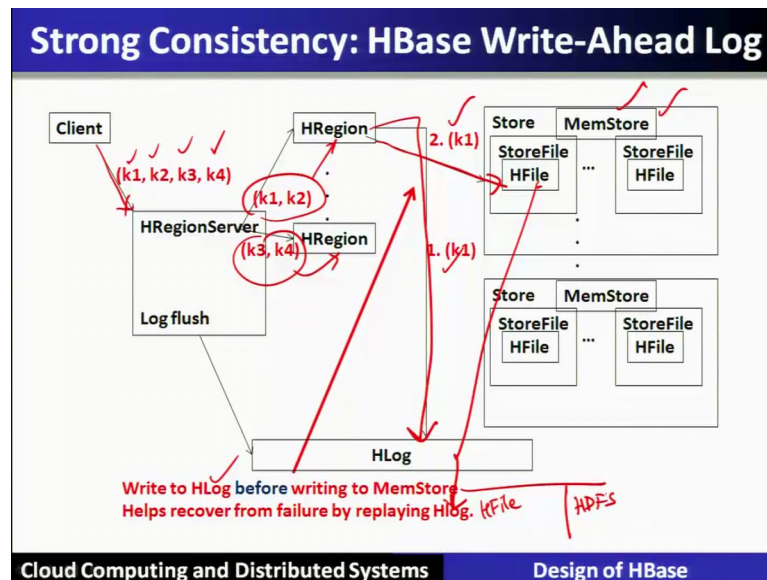 Strong Consistency: HBase Write-Ahead Log
Client
(k1, k2, k3, k4)
HRegionServer
Log flush
HRegion
(k1, k2)
HRegion
(k3, k4)
2. (k1)
1. (k1)
Store
MemStore
StoreFile
HFile
...
StoreFile
HFile
Store
MemStore
StoreFile
HFile
...
StoreFile
HFile
HLog
Write to HLog before writing to MemStore
Helps recover from failure by replaying Hlog.
HFile
HDFS
Cloud Computing and Distributed Systems
Design of HBase